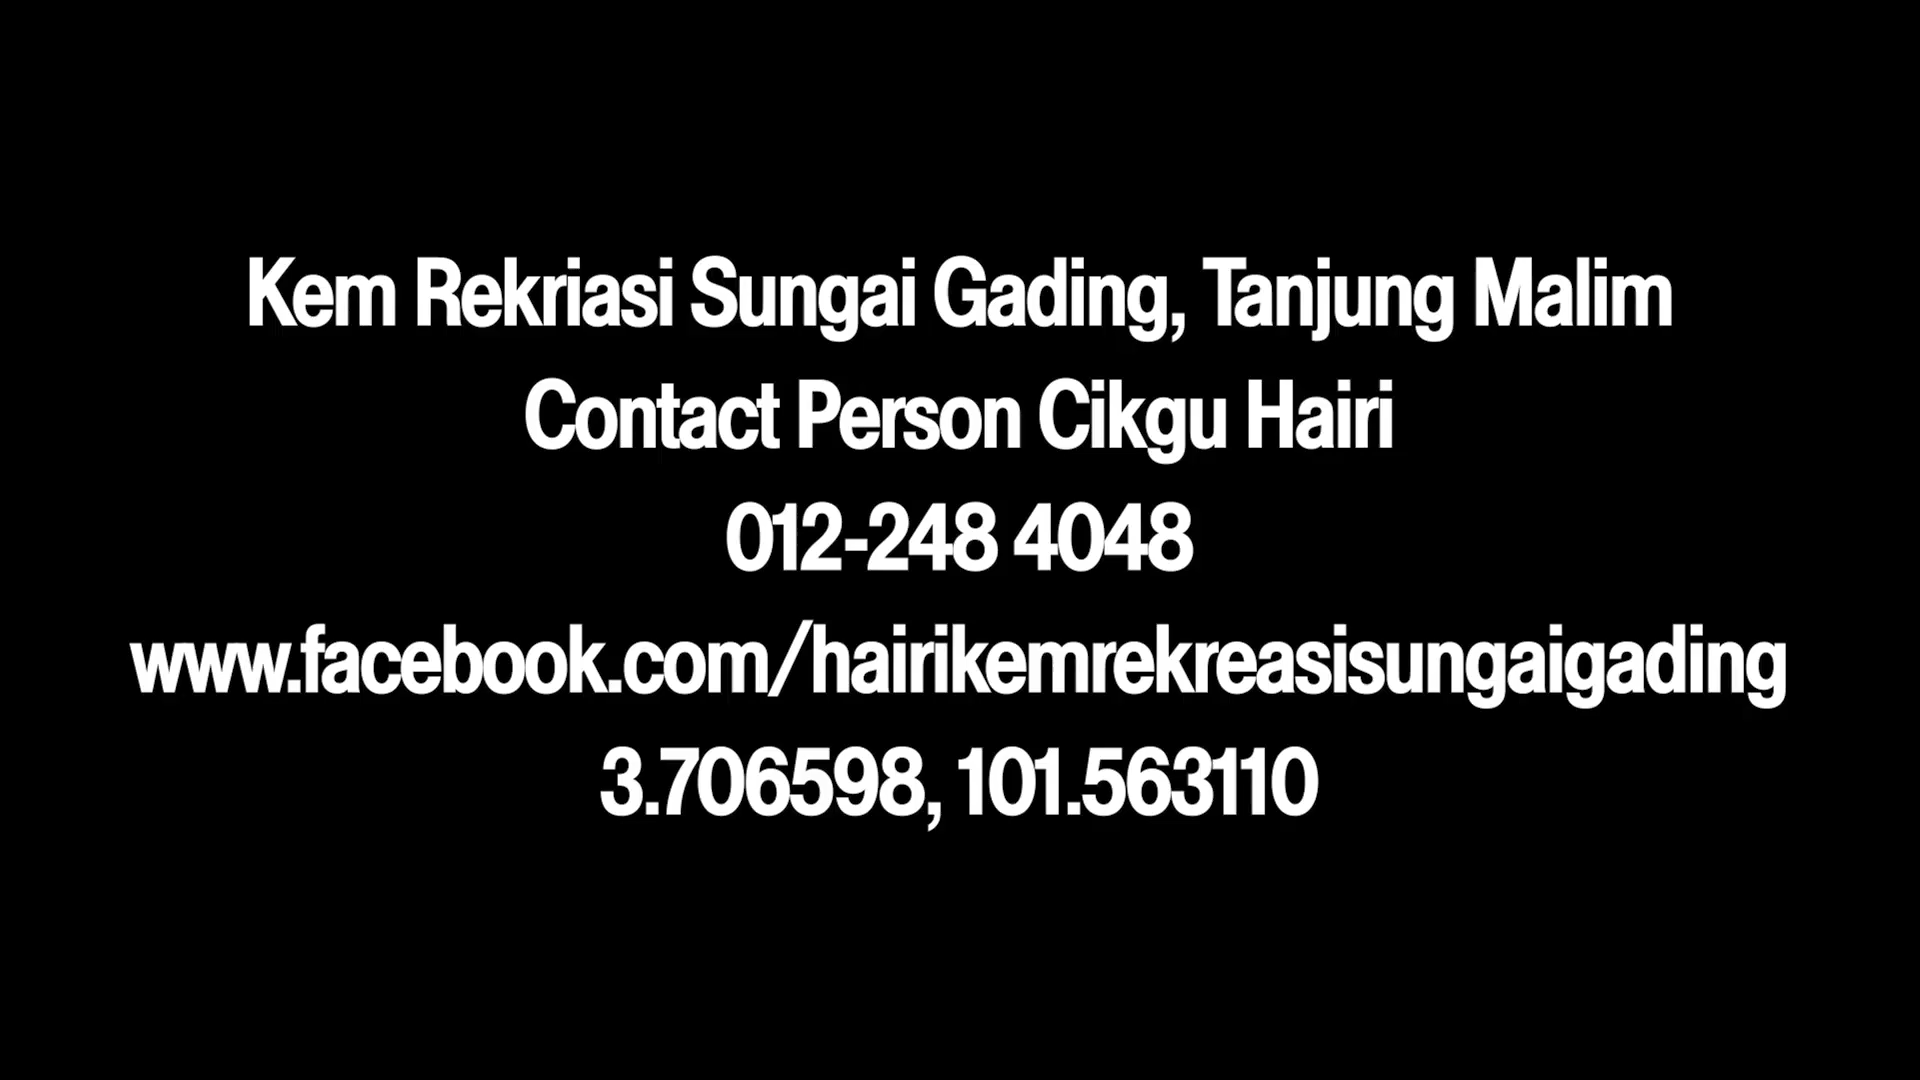 Kem Rekriasi Sungai Gading, Tanjung Malim
Contact Person Cikgu Hairi
012-248 4048
www.facebook.com/hairikemrekreasisungaigading
3.706598, 101.563110